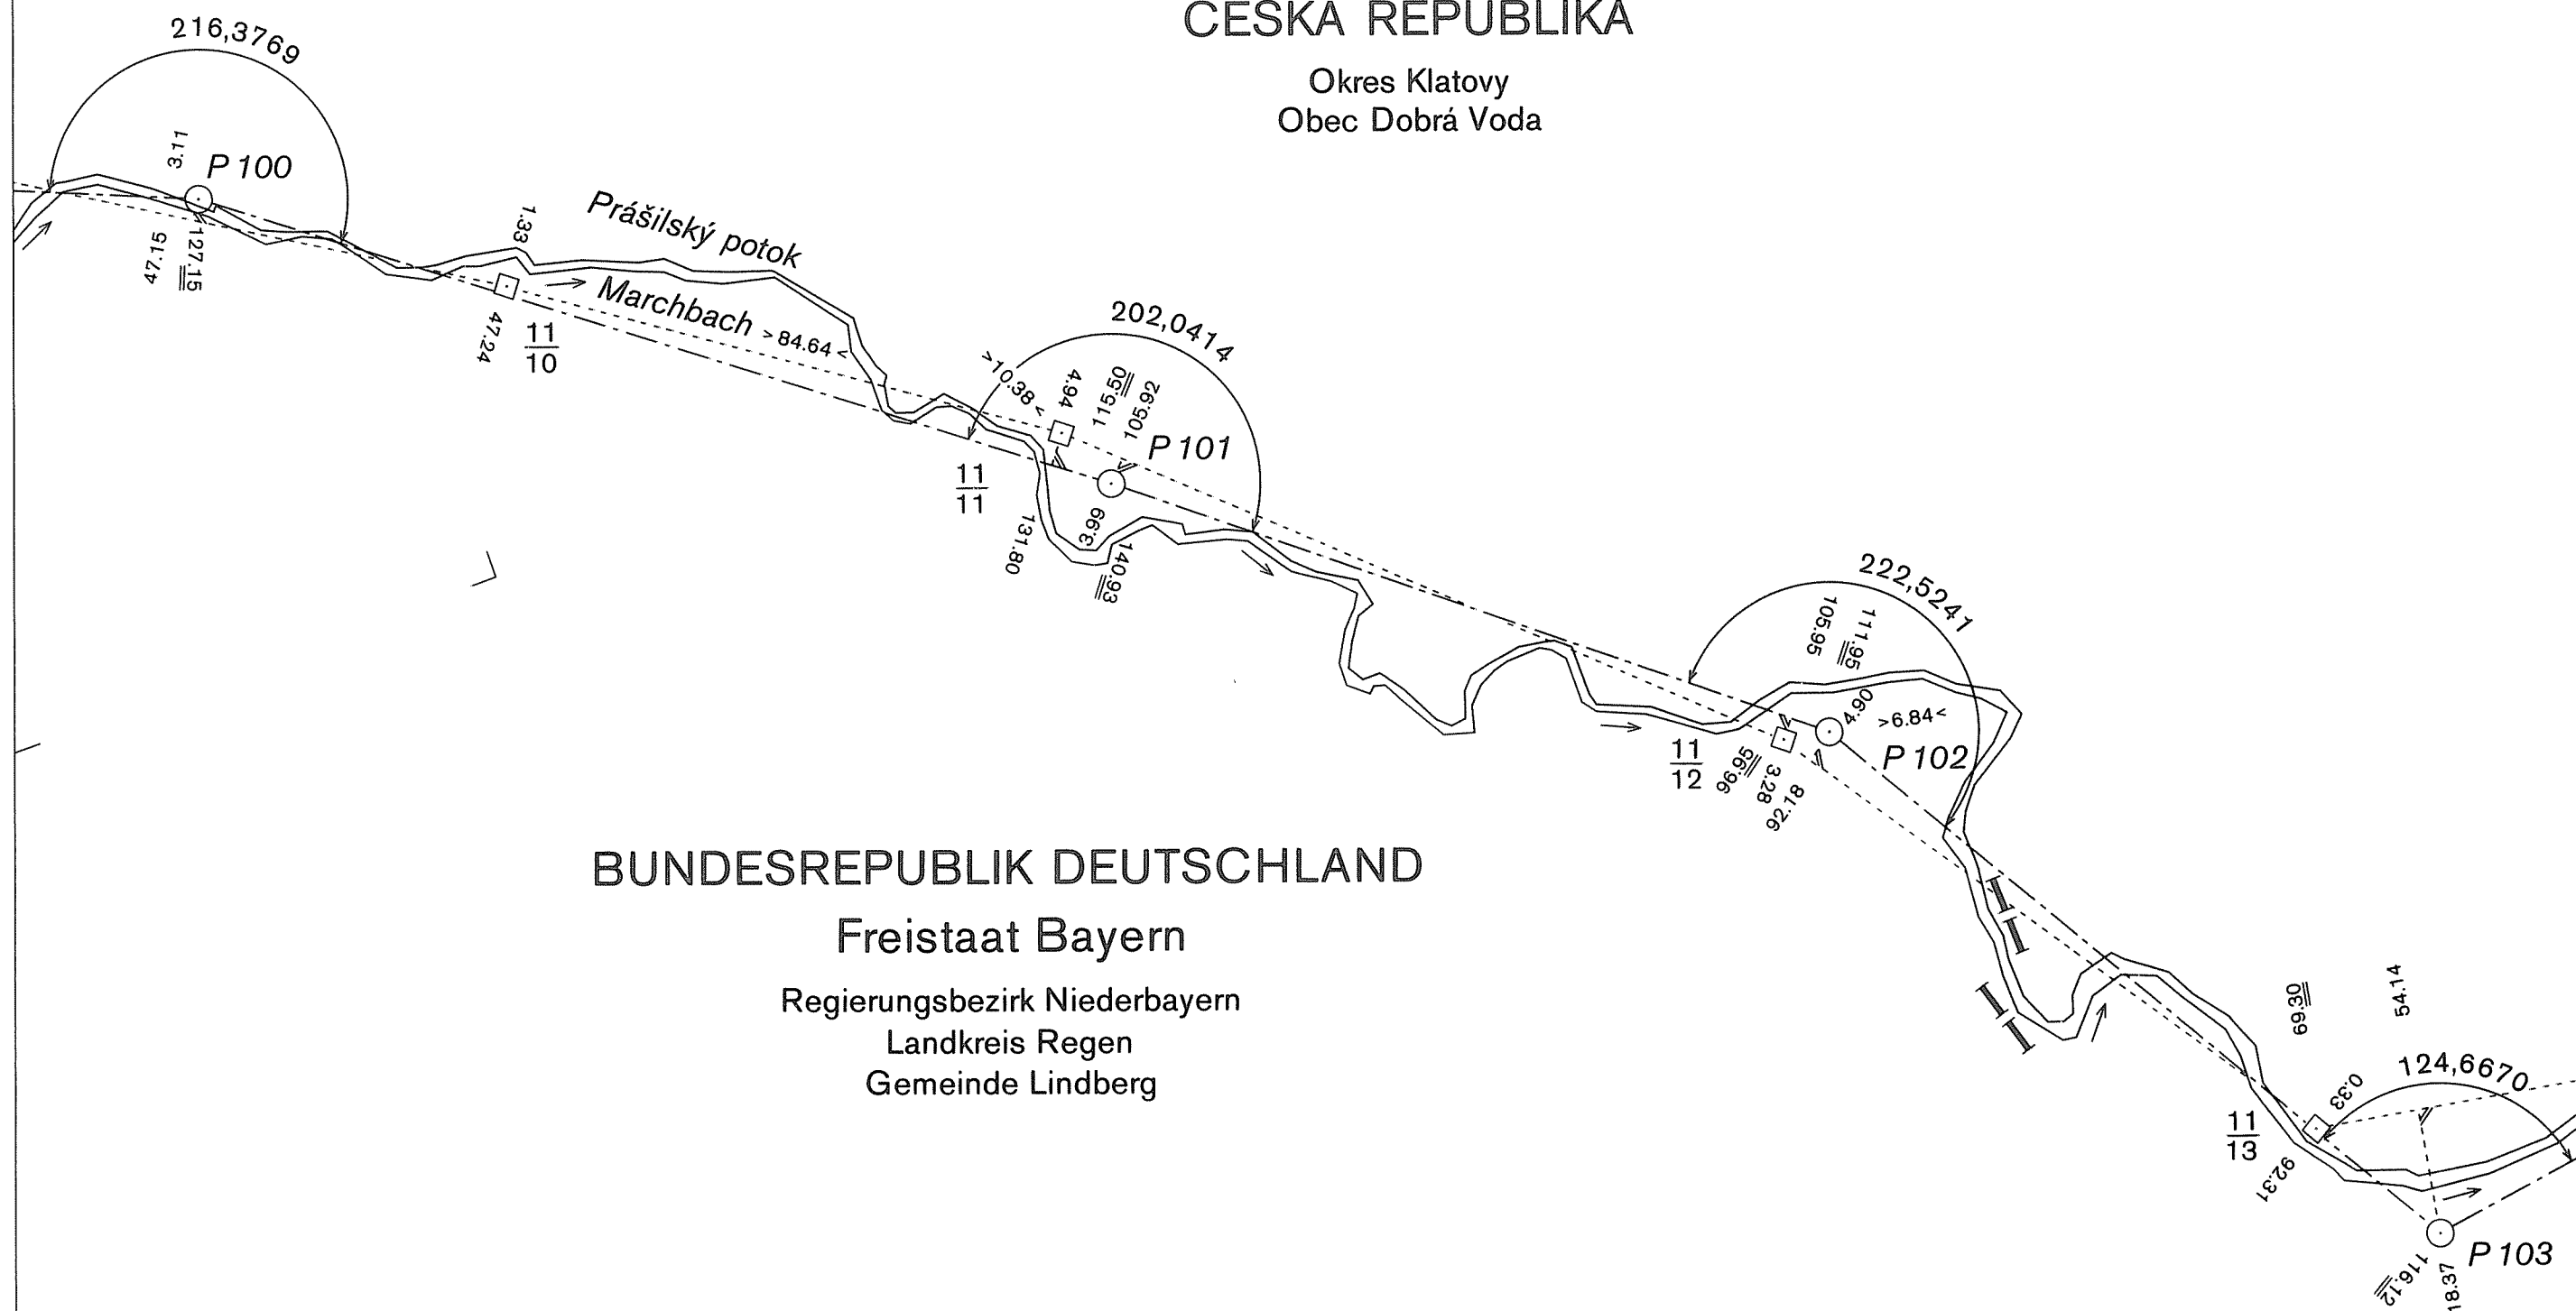 ČESKÁ REPUBLIKA
Okres Klatovy
Obec Dobrá Voda
216,3769
3.11
P 100
47.15
127.15
1.33
Prášilský potok
Marchbach
>84.64<
47.24
11
10
202,0414
>10.38<
4.94
115.50
105.92
P 101
11
11
131.80
3.99
140.93
222,5241
105.95
111.95
4.90
>6.84<
P 102
11
12
96.95
3.28
92.18
BUNDESREPUBLIK DEUTSCHLAND
Freistaat Bayern
Regierungsbezirk Niederbayern
Landkreis Regen
Gemeinde Lindberg
69.30
54.14
124,6670
0.33
11
13
92.31
P 103
116.12
18.37